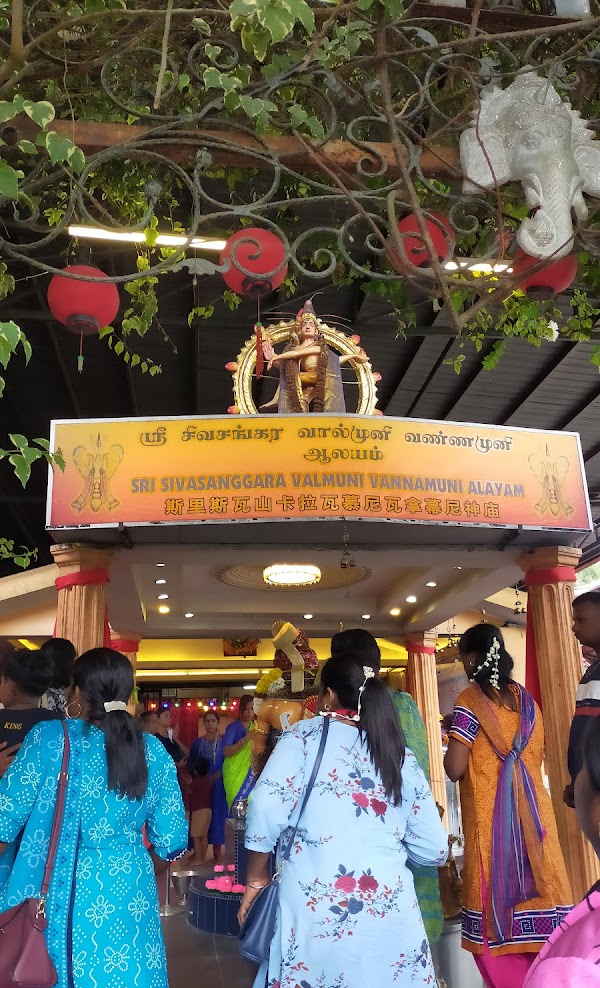 ஸ்ரீ சிவசங்கர வால்முனி வண்ணமுனி
ஆலயம்
SRI SIVASANGGARA VALMUNI VANNAMUNI ALAYAM
斯里斯瓦山卡拉瓦慕尼瓦拿幕尼神庙
KING